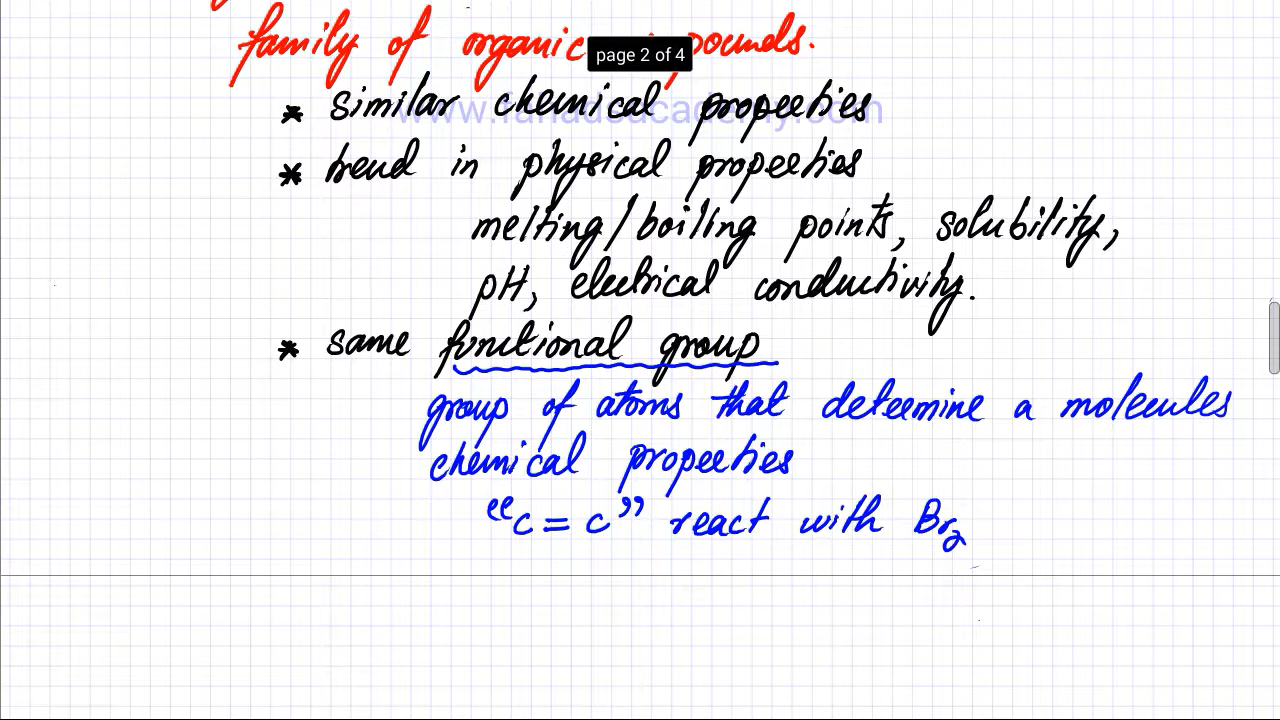 family of organic pounds.
page 2 of 4
* similar chemical properties
* trend in physical properties
melting/boiling points, solubility,
pH, electrical conductivity.
* same functional group
group of atoms that determine a molecules
chemical properties
"C = C" react with Br₂